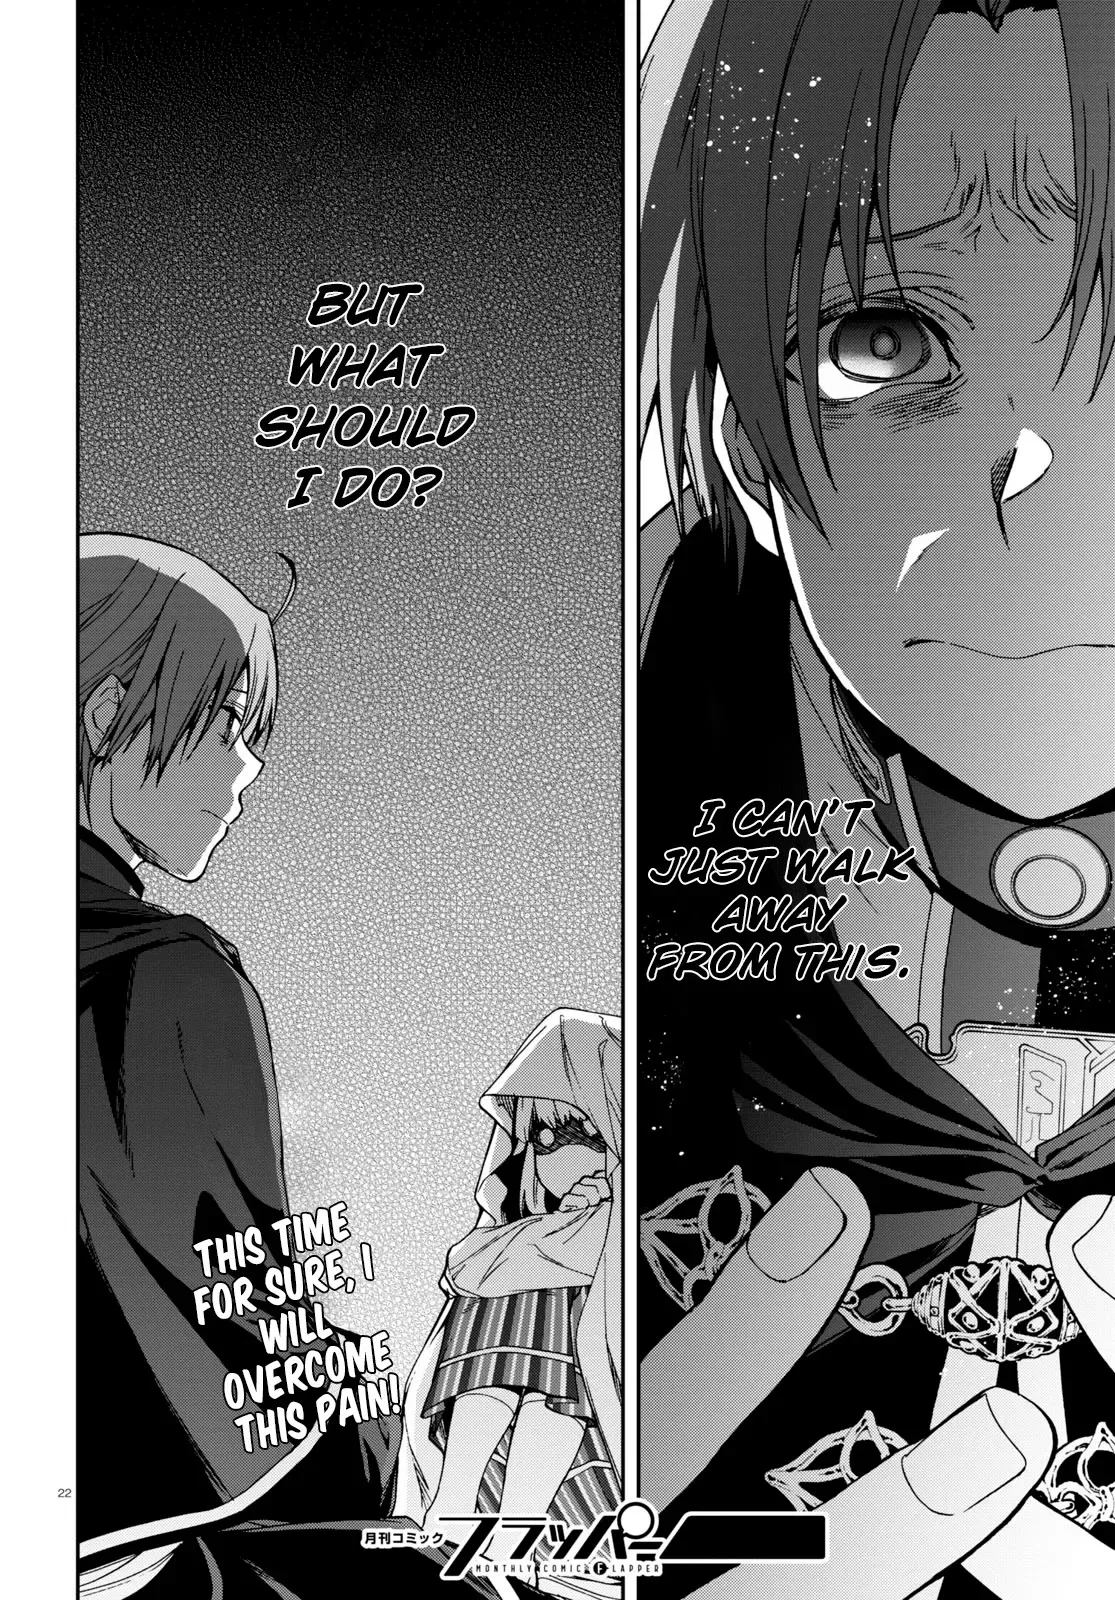 I CAN'T
JUST WALK
AWAY
FROM THIS.
BUT
WHAT
SHOULD
I DO?
THIS TIME
FOR SURE, I
WILL
OVERCOME
THIS PAIN!
22
月刊コミック
フラッパー
MONTHLY COMIC FLAPPER